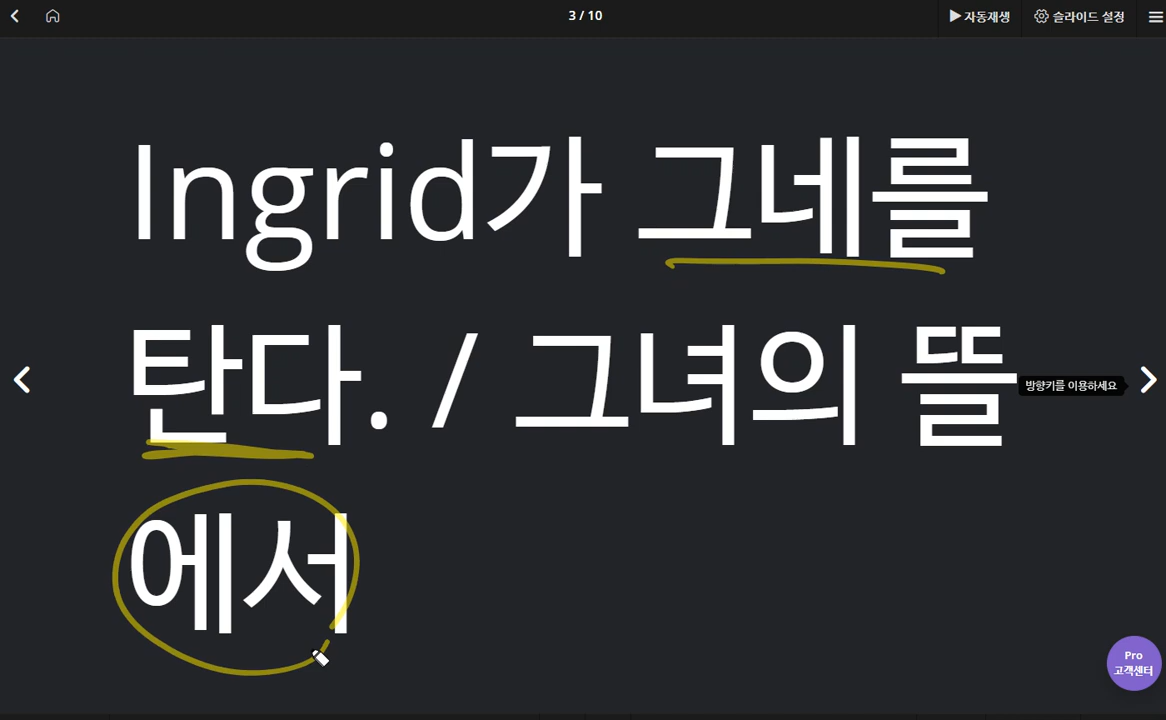 3 / 10
▶ 자동재생
슬라이드 설정
Ingrid가 그네를
탄다. / 그녀의 뜰
방향키를 이용하세요
에서
Pro
고객센터